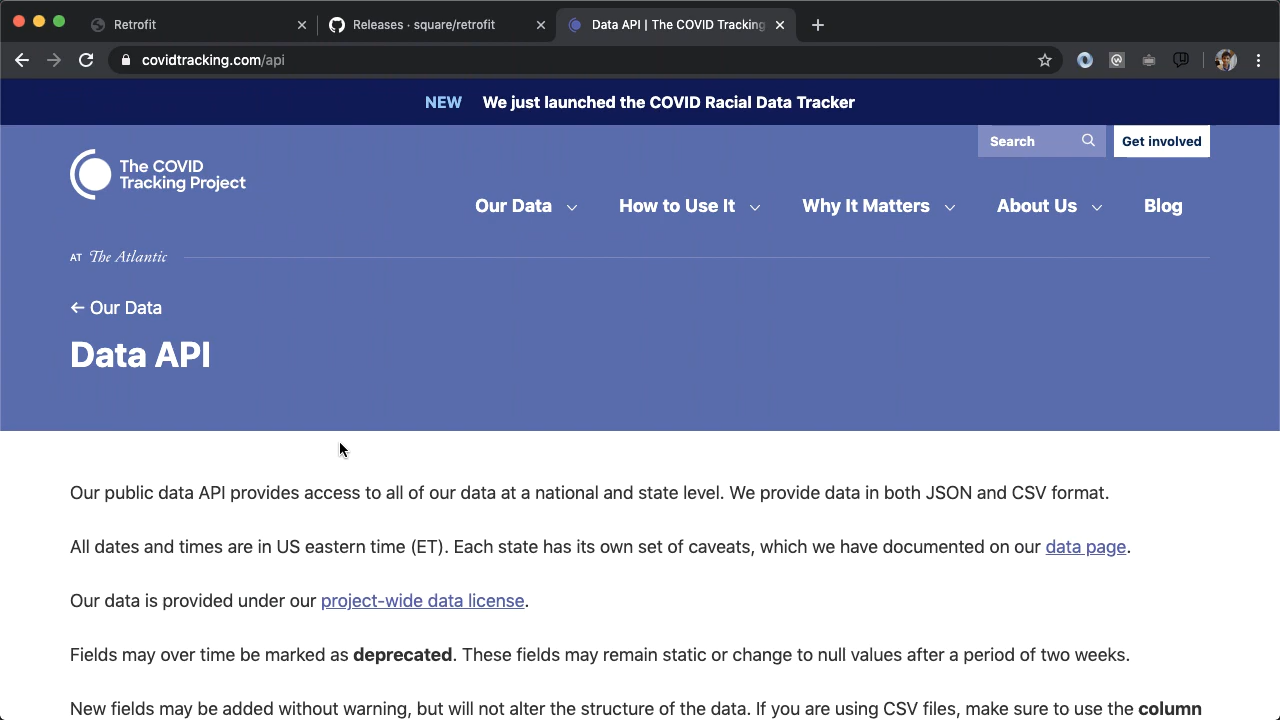 Retrofit
Releases · square/retrofit
Data API | The COVID Tracking
covidtracking.com/api
NEW We just launched the COVID Racial Data Tracker
Search
Get involved
The COVID
Tracking Project
Our Data
How to Use It
Why It Matters
About Us
Blog
AT The Atlantic
← Our Data
Data API
Our public data API provides access to all of our data at a national and state level. We provide data in both JSON and CSV format.
All dates and times are in US eastern time (ET). Each state has its own set of caveats, which we have documented on our data page.
Our data is provided under our project-wide data license.
Fields may over time be marked as deprecated. These fields may remain static or change to null values after a period of two weeks.
New fields may be added without warning, but will not alter the structure of the data. If you are using CSV files, make sure to use the column